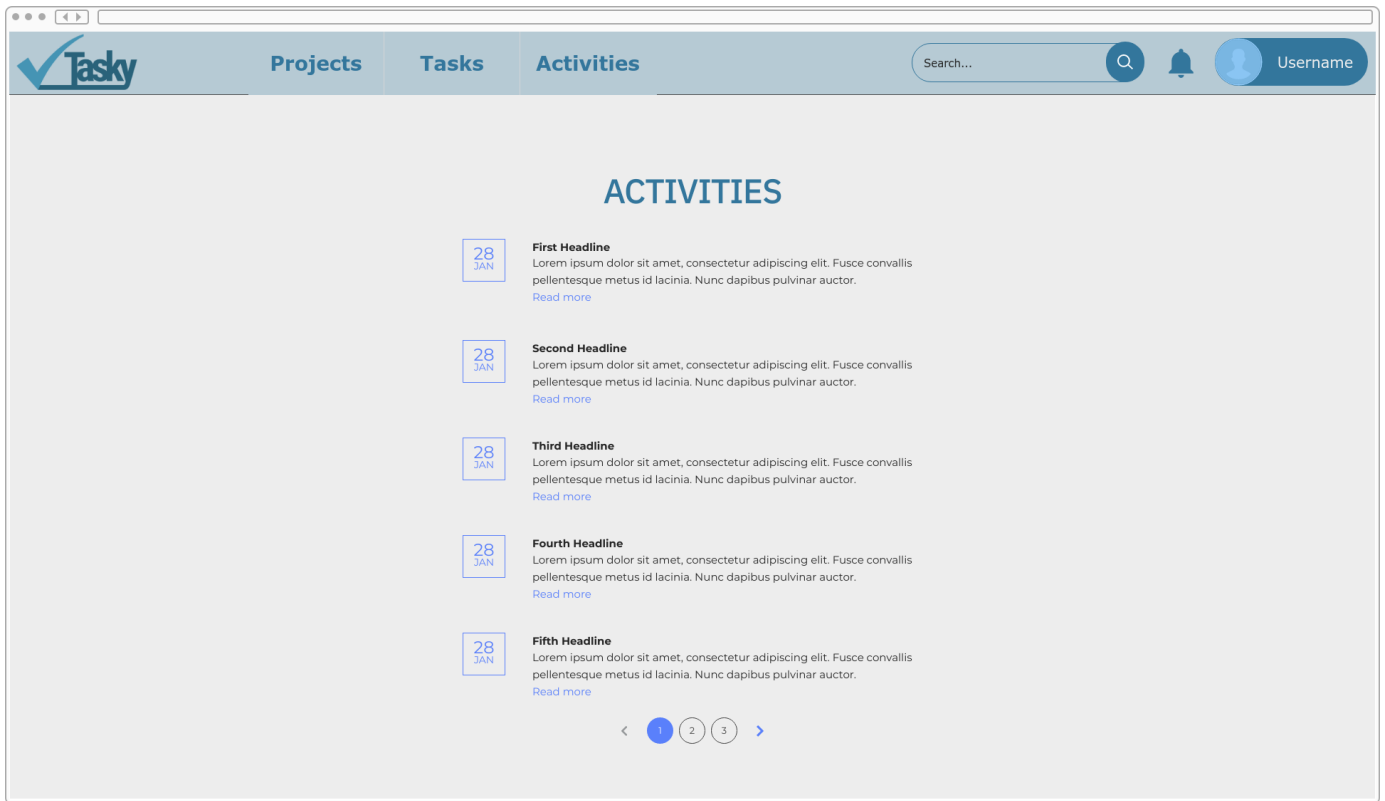 Tasky
Projects
Tasks
Activities
Search...
Username
ACTIVITIES
28
JAN
First Headline
Lorem ipsum dolor sit amet, consectetur adipiscing elit. Fusce convallis
pellentesque metus id lacinia. Nunc dapibus pulvinar auctor.
Read more
28
JAN
Second Headline
Lorem ipsum dolor sit amet, consectetur adipiscing elit. Fusce convallis
pellentesque metus id lacinia. Nunc dapibus pulvinar auctor.
Read more
28
JAN
Third Headline
Lorem ipsum dolor sit amet, consectetur adipiscing elit. Fusce convallis
pellentesque metus id lacinia. Nunc dapibus pulvinar auctor.
Read more
28
JAN
Fourth Headline
Lorem ipsum dolor sit amet, consectetur adipiscing elit. Fusce convallis
pellentesque metus id lacinia. Nunc dapibus pulvinar auctor.
Read more
28
JAN
Fifth Headline
Lorem ipsum dolor sit amet, consectetur adipiscing elit. Fusce convallis
pellentesque metus id lacinia. Nunc dapibus pulvinar auctor.
Read more
1 2 3